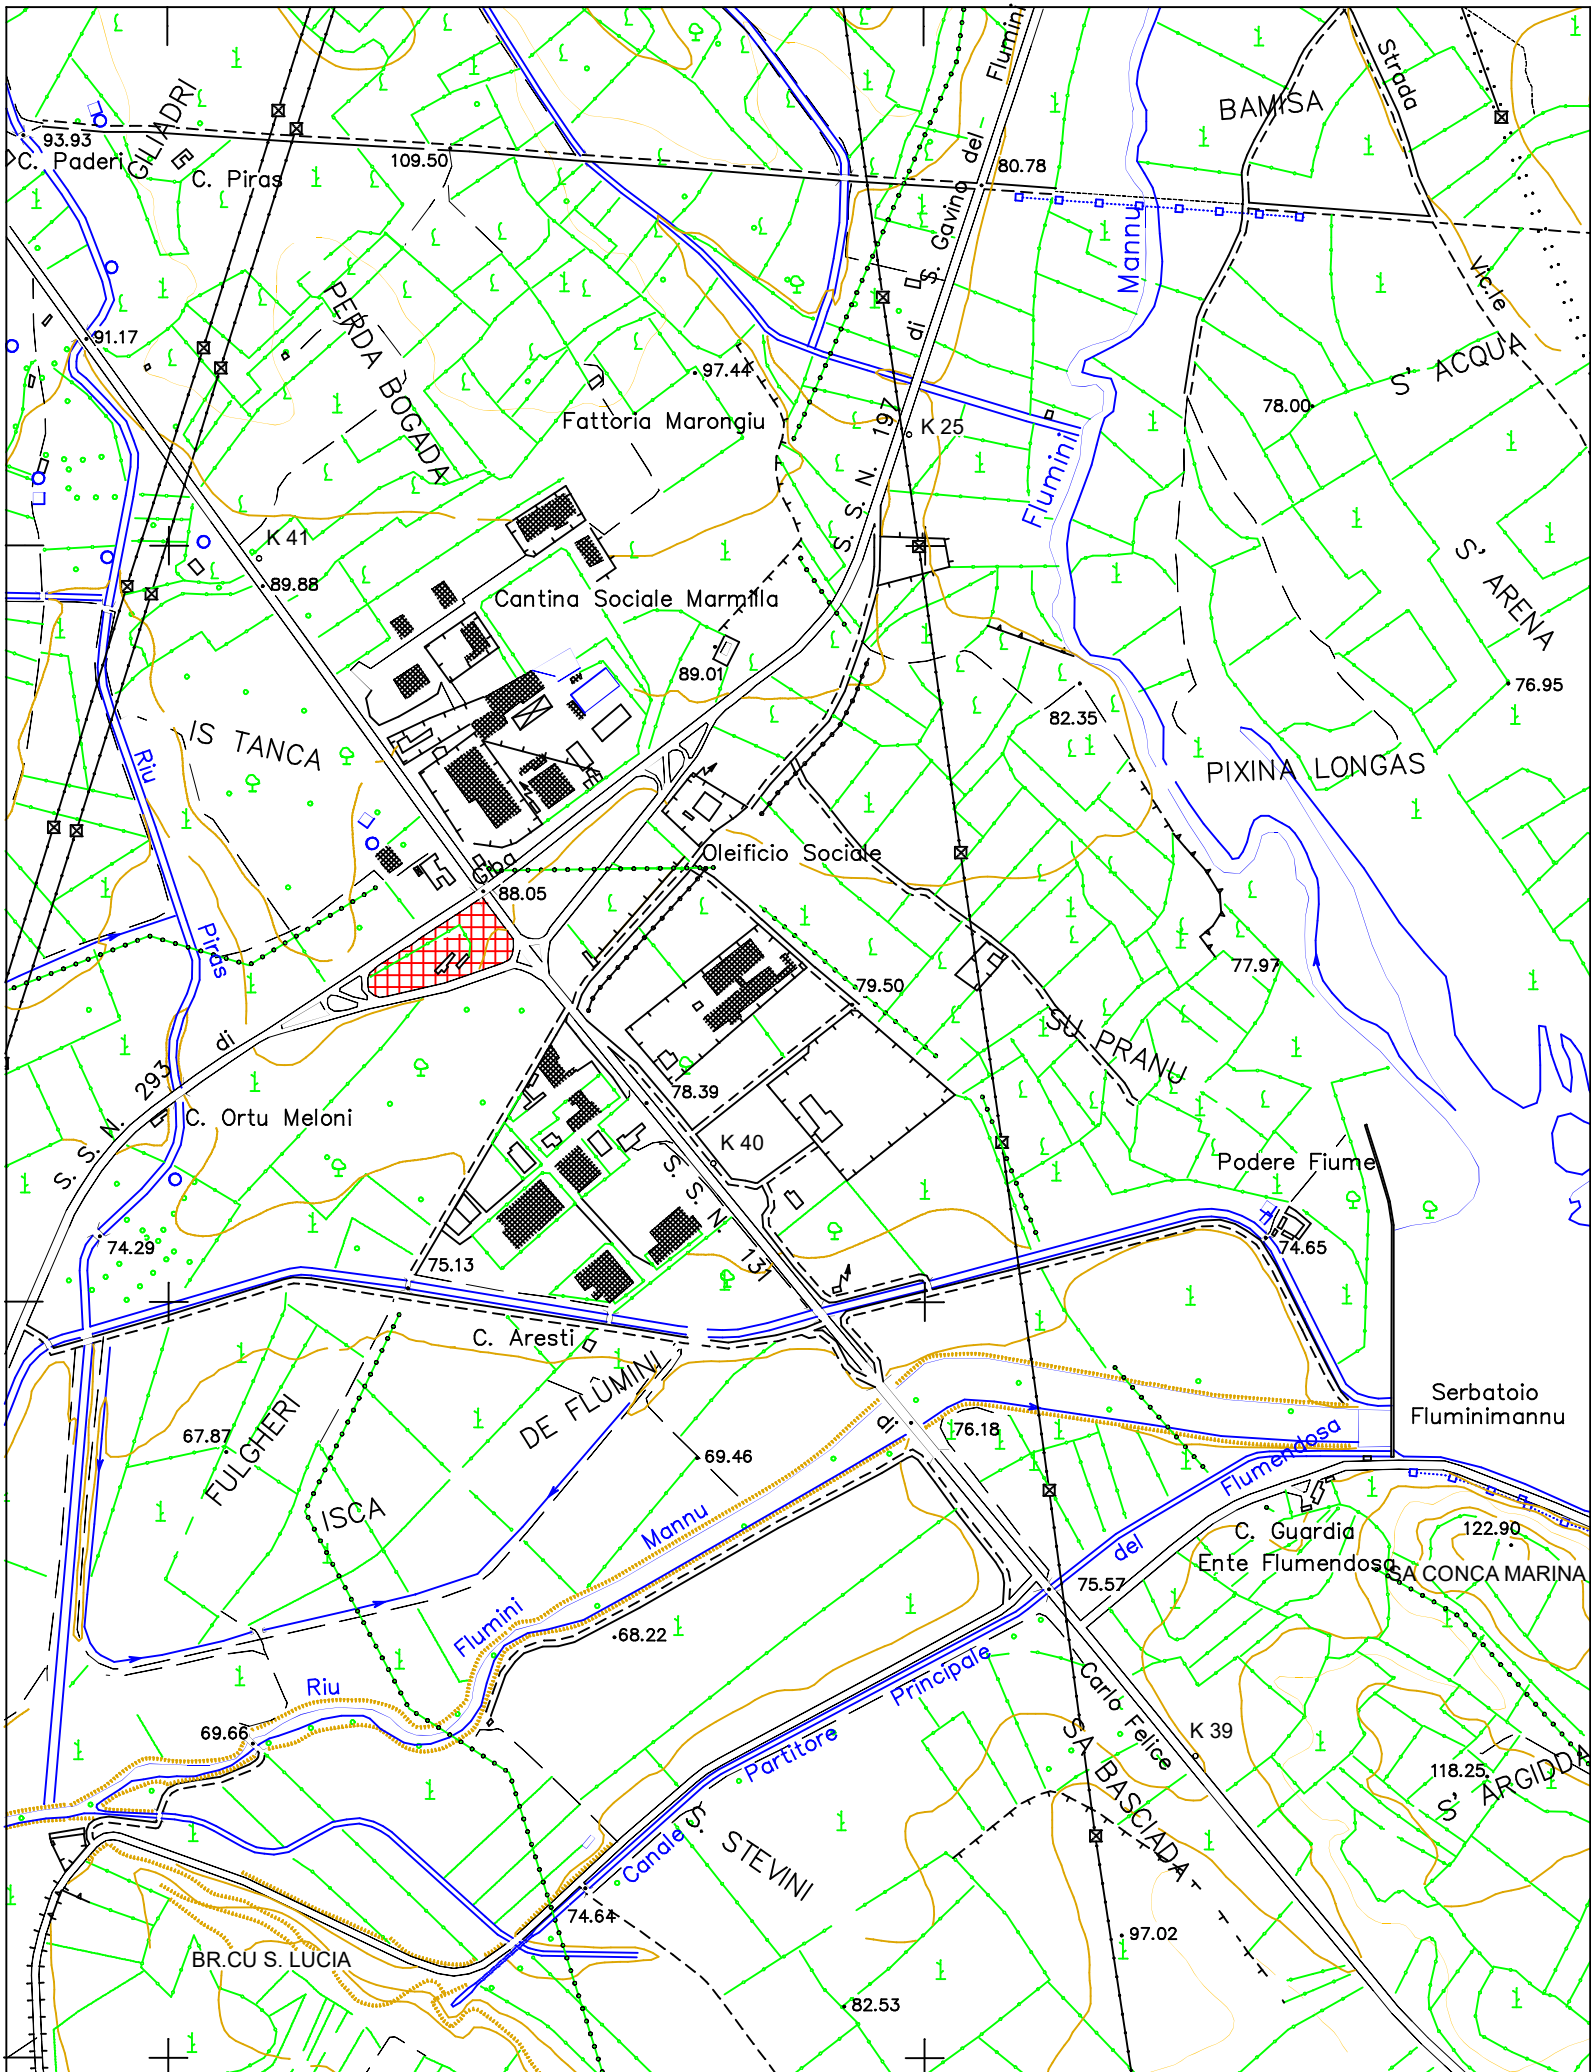 Flumini
Strada
BAMISA
GILIADRI
93.93
C. Paderi
C. Piras
109.50
80.78
S. Gavino del
di
Mannu
Vic.le
91.17
PERDA BOGADA
97.44
Fattoria Marongiu
S. S. N. 197
K 25
S' ACQUA
78.00
Flumini
K 41
89.88
Cantina Sociale Marmilla
S' ARENA
89.01
76.95
82.35
IS TANCA
Riu
PIXINA LONGAS
Oleificio Sociale
Gba
88.05
Piras
77.97
79.50
SU PRANU
S. S. N. 293 di
78.39
C. Ortu Meloni
K 40
Podere Fiume
S. S. N. 131
74.29
75.13
74.65
C. Aresti
DE FLÛMINI
Serbatoio
Fluminimannu
FULGHERI
67.87
di
76.18
69.46
Flumendosa
ISCA
Mannu
C. Guardia
Ente Flumendosa
122.90
SA CONCA MARINA
del
75.57
Flumini
68.22
Principale
Riu
Carlo Felice
69.66
Partitore
K 39
SA BASCIADA
118.25
S' ARGIDDA
Canale
S. STEVINI
74.64
97.02
BR.CU S. LUCIA
82.53